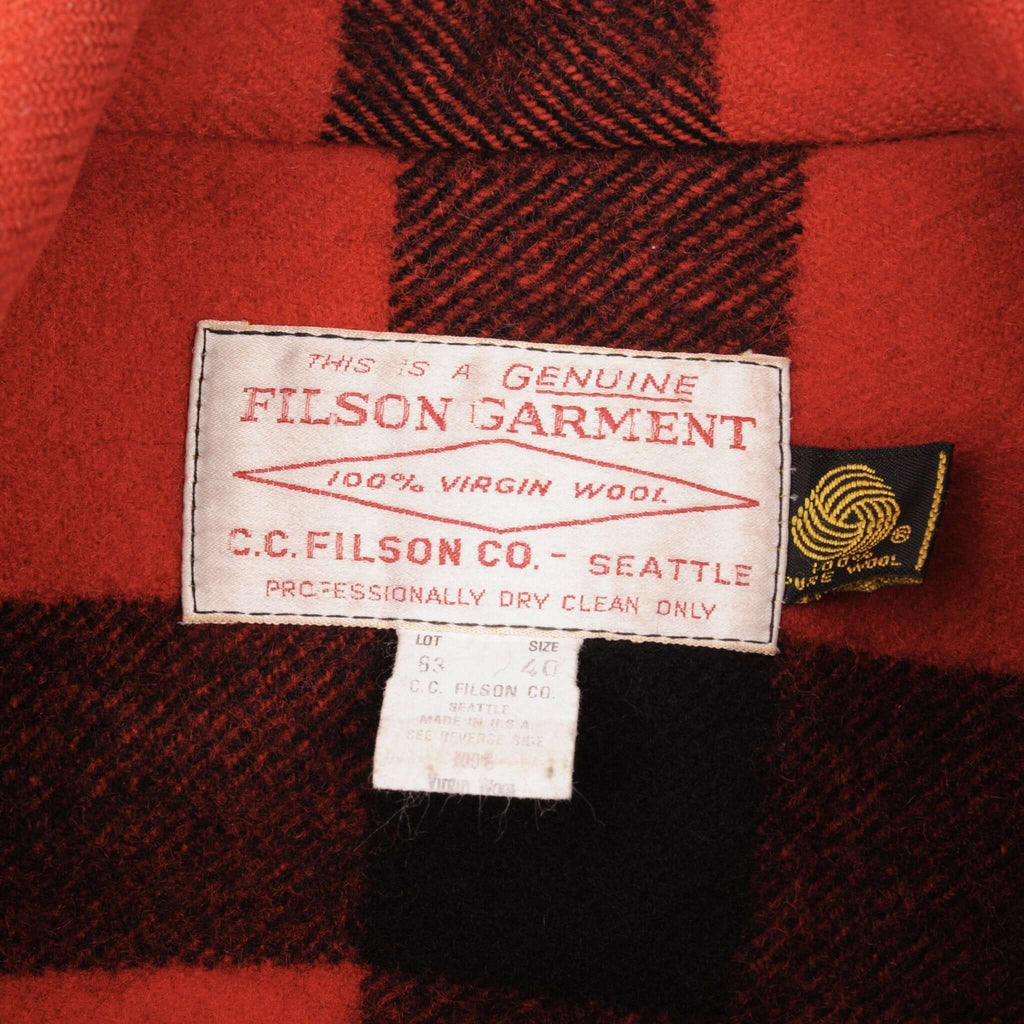 THIS IS A GENUINE
FILSON GARMENT
100% VIRGIN WOOL
C.C. FILSON CO. - SEATTLE
PROFESSIONALLY DRY CLEAN ONLY
®
100%
PURE WOOL
LOT SIZE
63 40
C.C. FILSON CO.
SEATTLE
MADE IN U.S.A
SEE REVERSE SIDE
100%
Virgin Wool